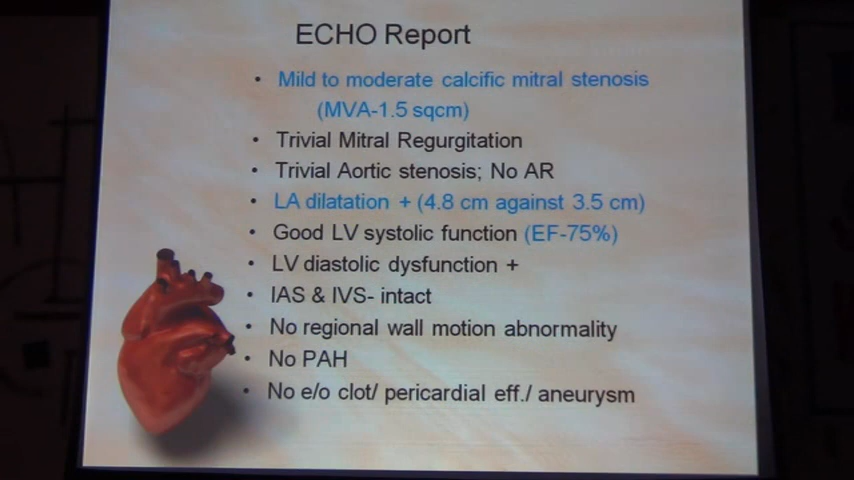 ECHO Report
• Mild to moderate calcific mitral stenosis
(MVA-1.5 sqcm)
• Trivial Mitral Regurgitation
• Trivial Aortic stenosis; No AR
• LA dilatation + (4.8 cm against 3.5 cm)
• Good LV systolic function (EF-75%)
• LV diastolic dysfunction +
• IAS & IVS- intact
• No regional wall motion abnormality
• No PAH
• No e/o clot/ pericardial eff./ aneurysm